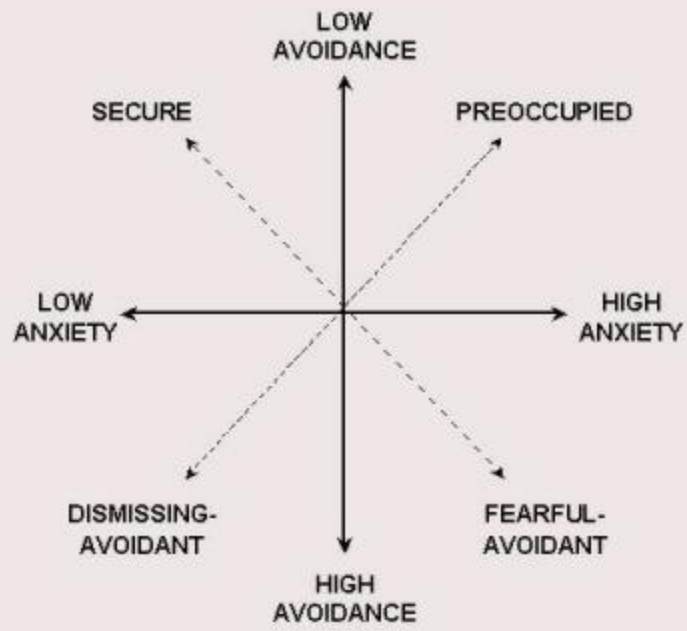 LOW
AVOIDANCE
SECURE
PREOCCUPIED
LOW
ANXIETY
HIGH
ANXIETY
DISMISSING-
AVOIDANT
FEARFUL-
AVOIDANT
HIGH
AVOIDANCE